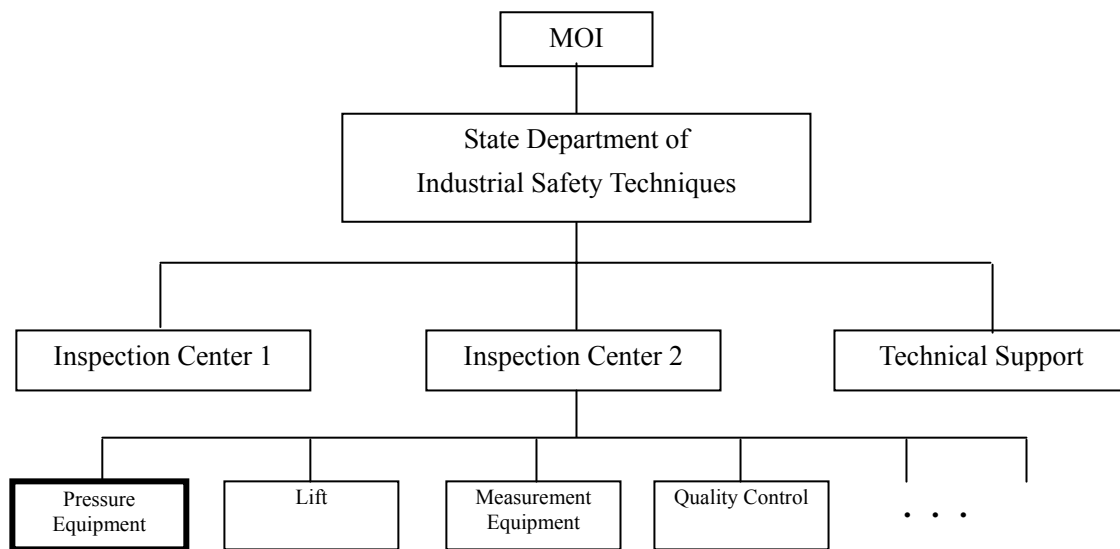 MOI
State Department of
Industrial Safety Techniques
Inspection Center 1
Inspection Center 2
Technical Support
Pressure
Equipment
Lift
Measurement
Equipment
Quality Control
. . .